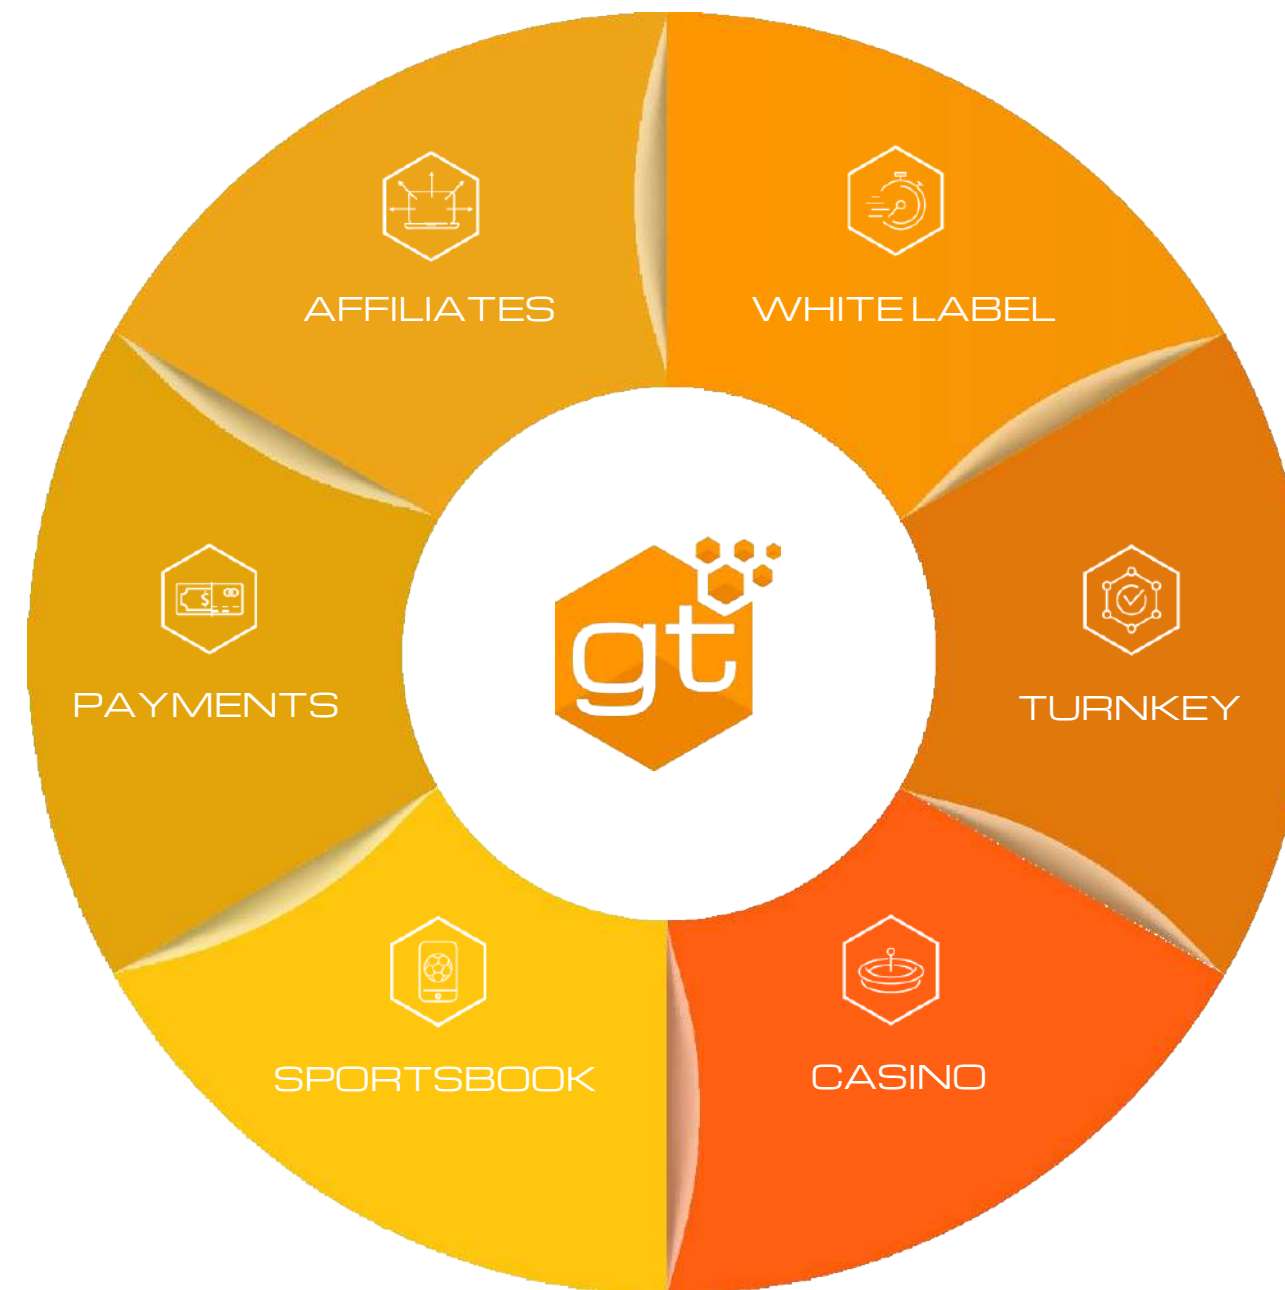 AFFILIATES
WHITE LABEL
PAYMENTS
$
gt
TURNKEY
SPORTSBOOK
CASINO